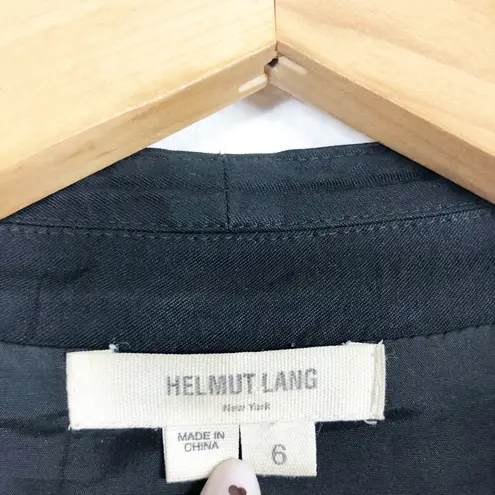 HELMUT LANG
New York
MADE IN
CHINA
6